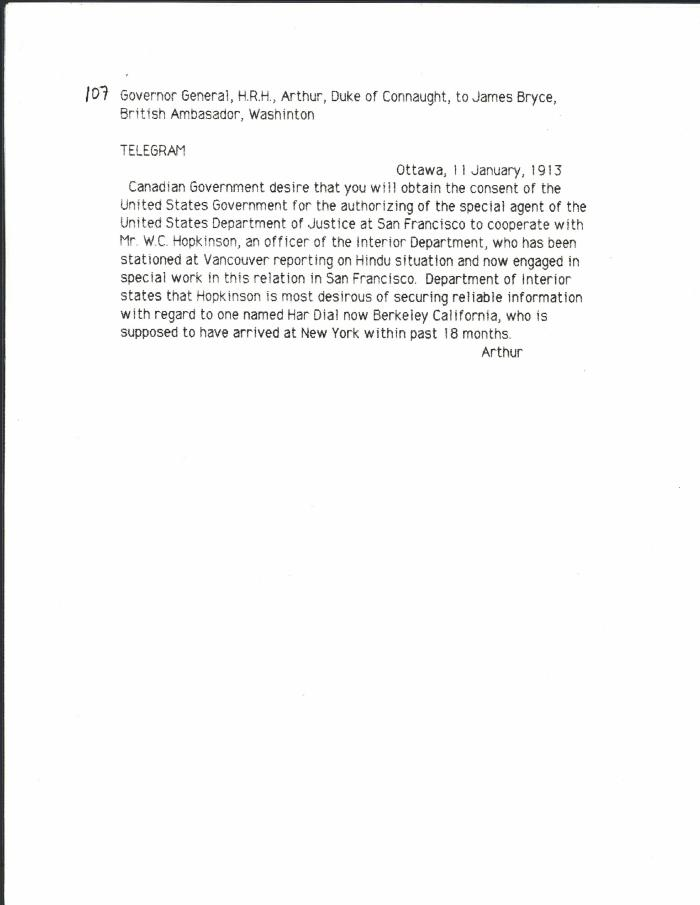 107 Governor General, H.R.H., Arthur, Duke of Connaught, to James Bryce,
British Ambasador, Washinton
TELEGRAM
Ottawa, 11 January, 1913
Canadian Government desire that you will obtain the consent of the
United States Government for the authorizing of the special agent of the
United States Department of Justice at San Francisco to cooperate with
Mr. W.C. Hopkinson, an officer of the Interior Department, who has been
stationed at Vancouver reporting on Hindu situation and now engaged in
special work in this relation in San Francisco. Department of Interior
states that Hopkinson is most desirous of securing reliable information
with regard to one named Har Dial now Berkeley California, who is
supposed to have arrived at New York within past 18 months.
Arthur